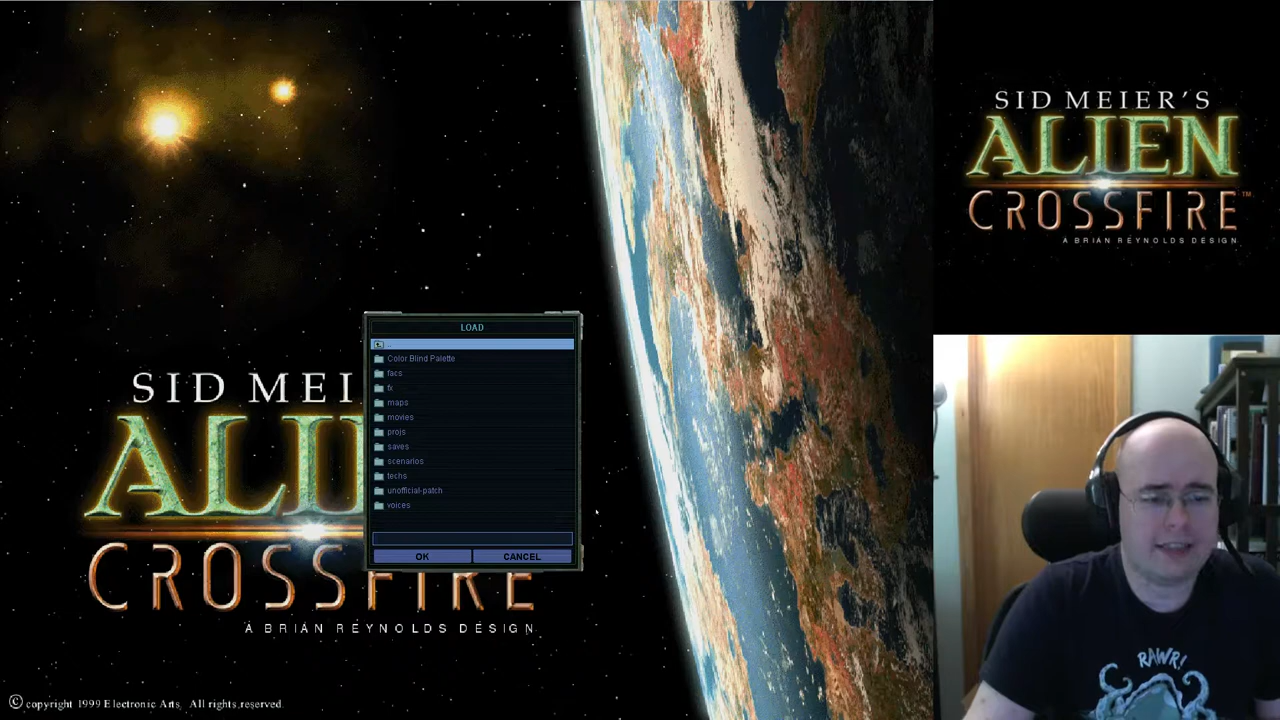 SID MEIER'S
ALIEN
CROSSFIRE™
A BRIAN REYNOLDS DESIGN
LOAD
..
Color Blind Palette
facs
fx
maps
movies
projs
saves
scenarios
techs
unofficial-patch
voices
OK CANCEL
SID MEI
ALI
CROSSFIRE
A BRIAN REYNOLDS DESIGN
RAWR!
© copyright 1999 Electronic Arts. All rights reserved.